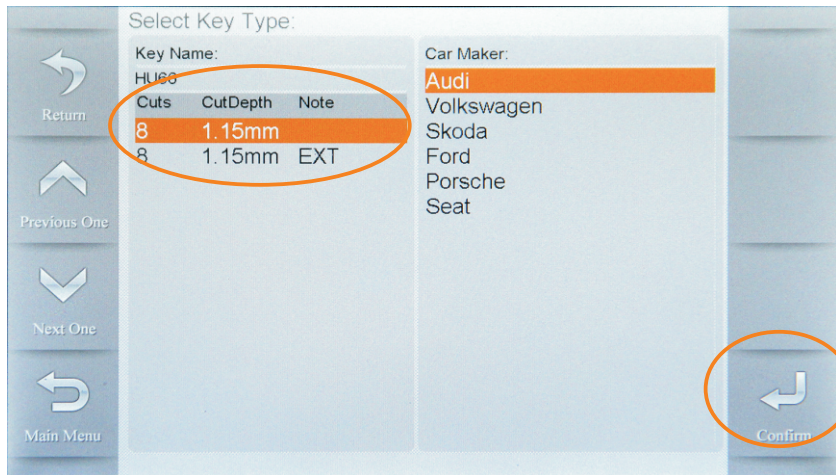 Select Key Type:
Key Name:
HU66
Cuts CutDepth Note
8 1.15mm
8 1.15mm EXT
Car Maker:
Audi
Volkswagen
Skoda
Ford
Porsche
Seat
Return
Previous One
Next One
Main Menu
Confirm